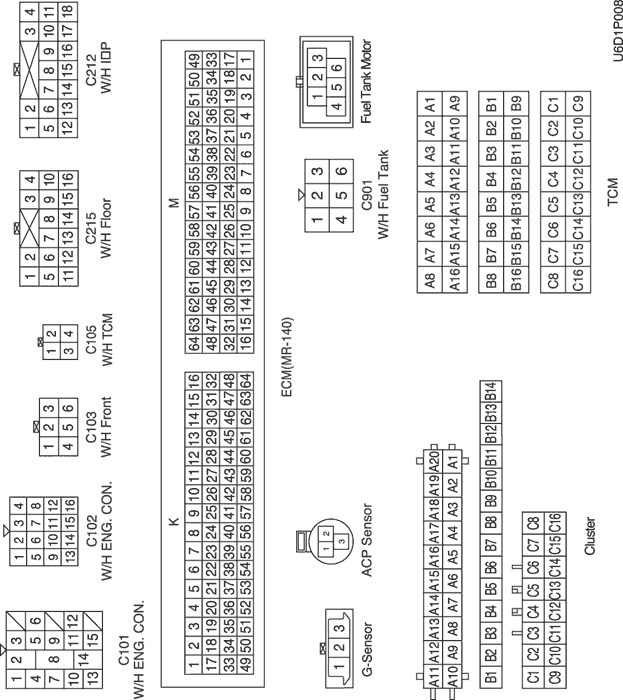 1 2 3
4 5 6
7 8 9
10 14 11 12
13 15
C101
W/H ENG. CON.
1 2 3 4
5 6 7 8
9 10 11 12
13 14 15 16
C102
W/H ENG. CON.
1 2 3
4 5 6
C103
W/H Front
1 2
3 4
C105
W/H TCM
1 2 3 4
5 6 7 8 9 10
11 12 13 14 15 16
C215
W/H Floor
1 2 3 4
5 6 7 8 9 10 11
12 13 14 15 16 17 18
C212
W/H I□P
K
1 2 3 4 5 6 7 8 9 10 11 12 13 14 15 16
17 18 19 20 21 22 23 24 25 26 27 28 29 30 31 32
33 34 35 36 37 38 39 40 41 42 43 44 45 46 47 48
49 50 51 52 53 54 55 56 57 58 59 60 61 62 63 64
M
64 63 62 61 60 59 58 57 56 55 54 53 52 51 50 49
48 47 46 45 44 43 42 41 40 39 38 37 36 35 34 33
32 31 30 29 28 27 26 25 24 23 22 21 20 19 18 17
16 15 14 13 12 11 10 9 8 7 6 5 4 3 2 1
ECM(MR-140)
1 2 3
G-Sensor
1 2
3
ACP Sensor
1 2 3
4 5 6
C901
W/H Fuel Tank
1 2 3
4 5 6
Fuel Tank Motor
A11 A12 A13 A14 A15 A16 A17 A18 A19 A20
A10 A9 A8 A7 A6 A5 A4 A3 A2 A1
B1 B2 B3 B4 B5 B6 B7 B8 B9 B10 B11 B12 B13 B14
C1 C2 C3 C4 C5 C6 C7 C8
C9 C10 C11 C12 C13 C14 C15 C16
Cluster
A8 A7 A6 A5 A4 A3 A2 A1
A16 A15 A14 A13 A12 A11 A10 A9
B8 B7 B6 B5 B4 B3 B2 B1
B16 B15 B14 B13 B12 B11 B10 B9
C8 C7 C6 C5 C4 C3 C2 C1
C16 C15 C14 C13 C12 C11 C10 C9
TCM
U6D1P008